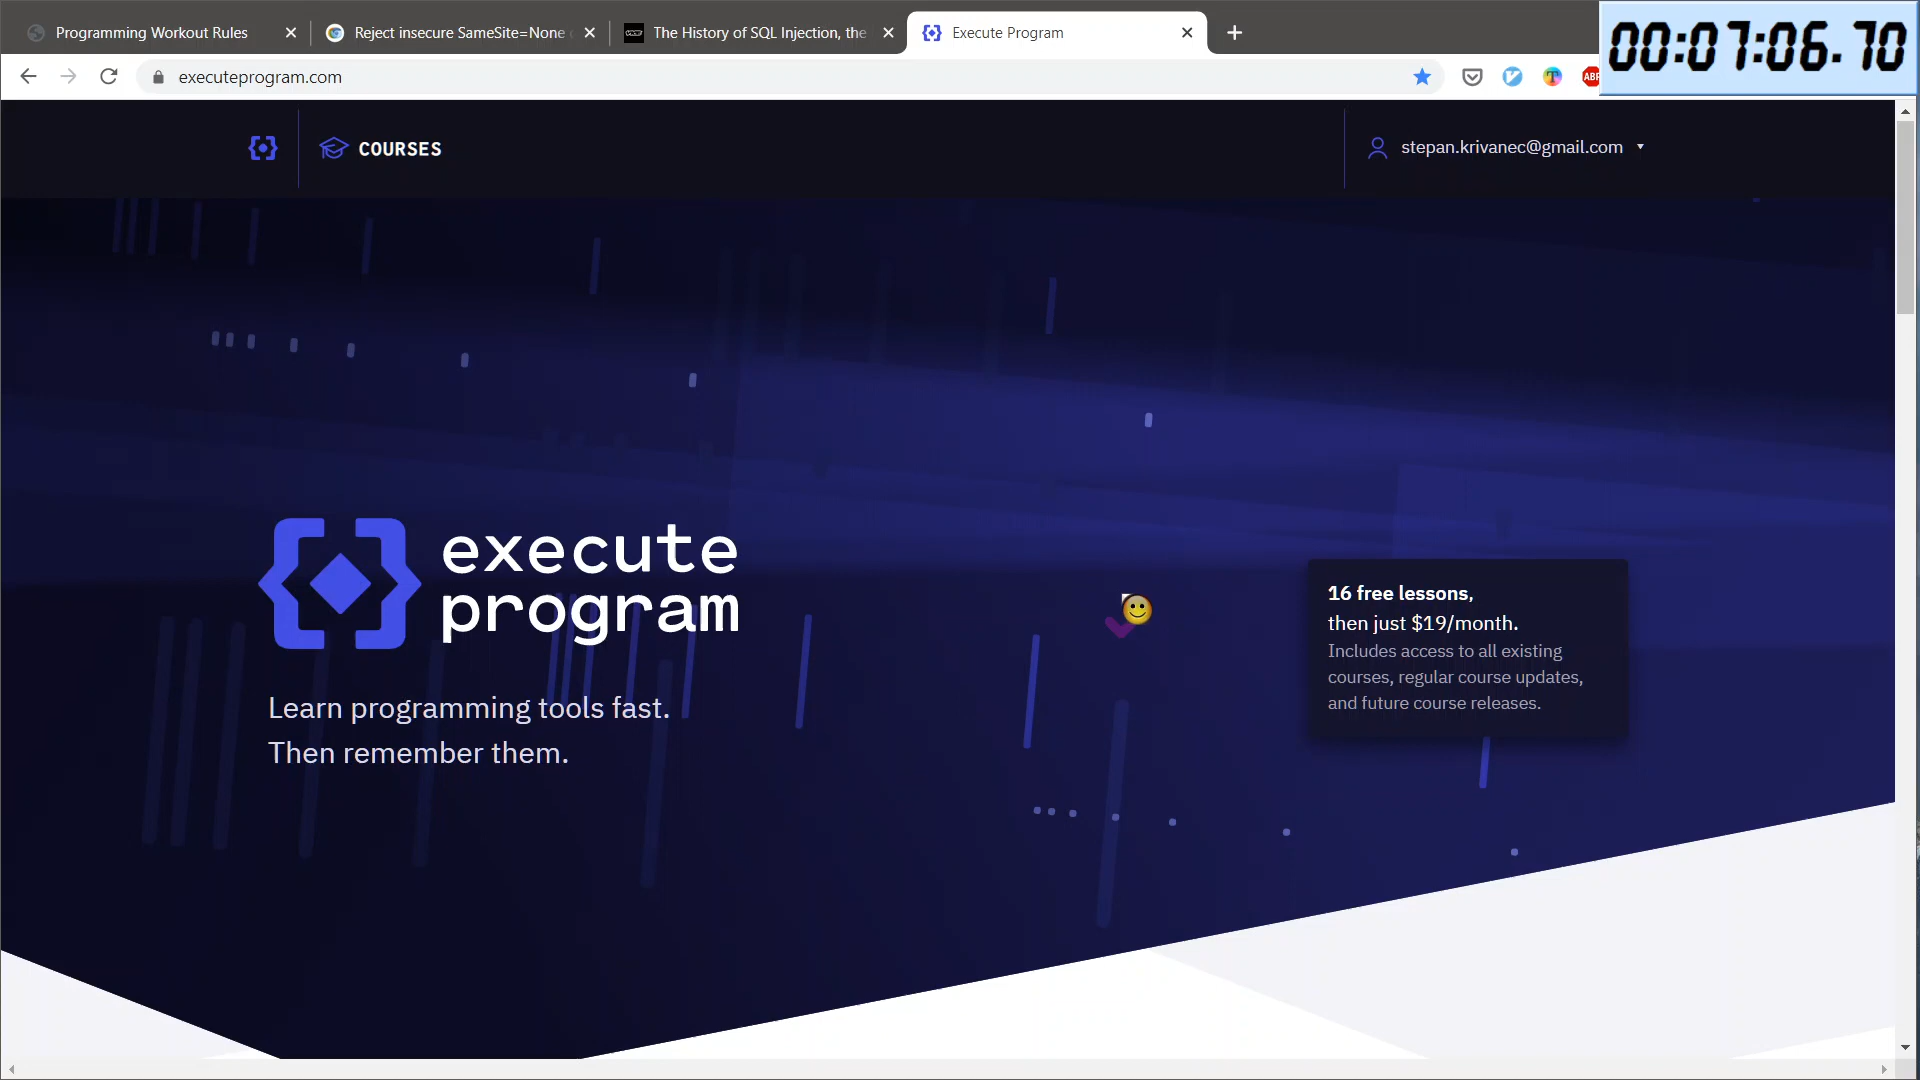 Programming Workout Rules
Reject insecure SameSite=None
The History of SQL Injection, the
Execute Program
00:07:06.70
executeprogram.com
ABP
COURSES
stepan.krivanec@gmail.com
execute
program
Learn programming tools fast.
Then remember them.
16 free lessons,
then just $19/month.
Includes access to all existing
courses, regular course updates,
and future course releases.